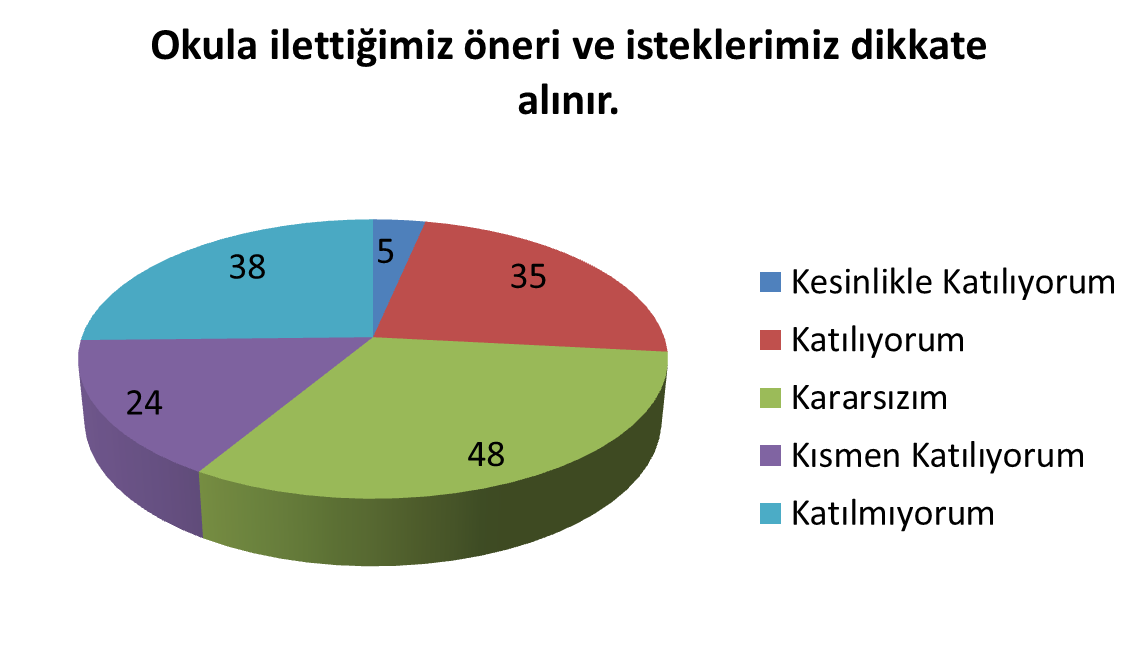 Okula ilettiğimiz öneri ve isteklerimiz dikkate
alınır.
5
35
48
24
38
Kesinlikle Katılıyorum
Katılıyorum
Kararsızım
Kısmen Katılıyorum
Katılmıyorum